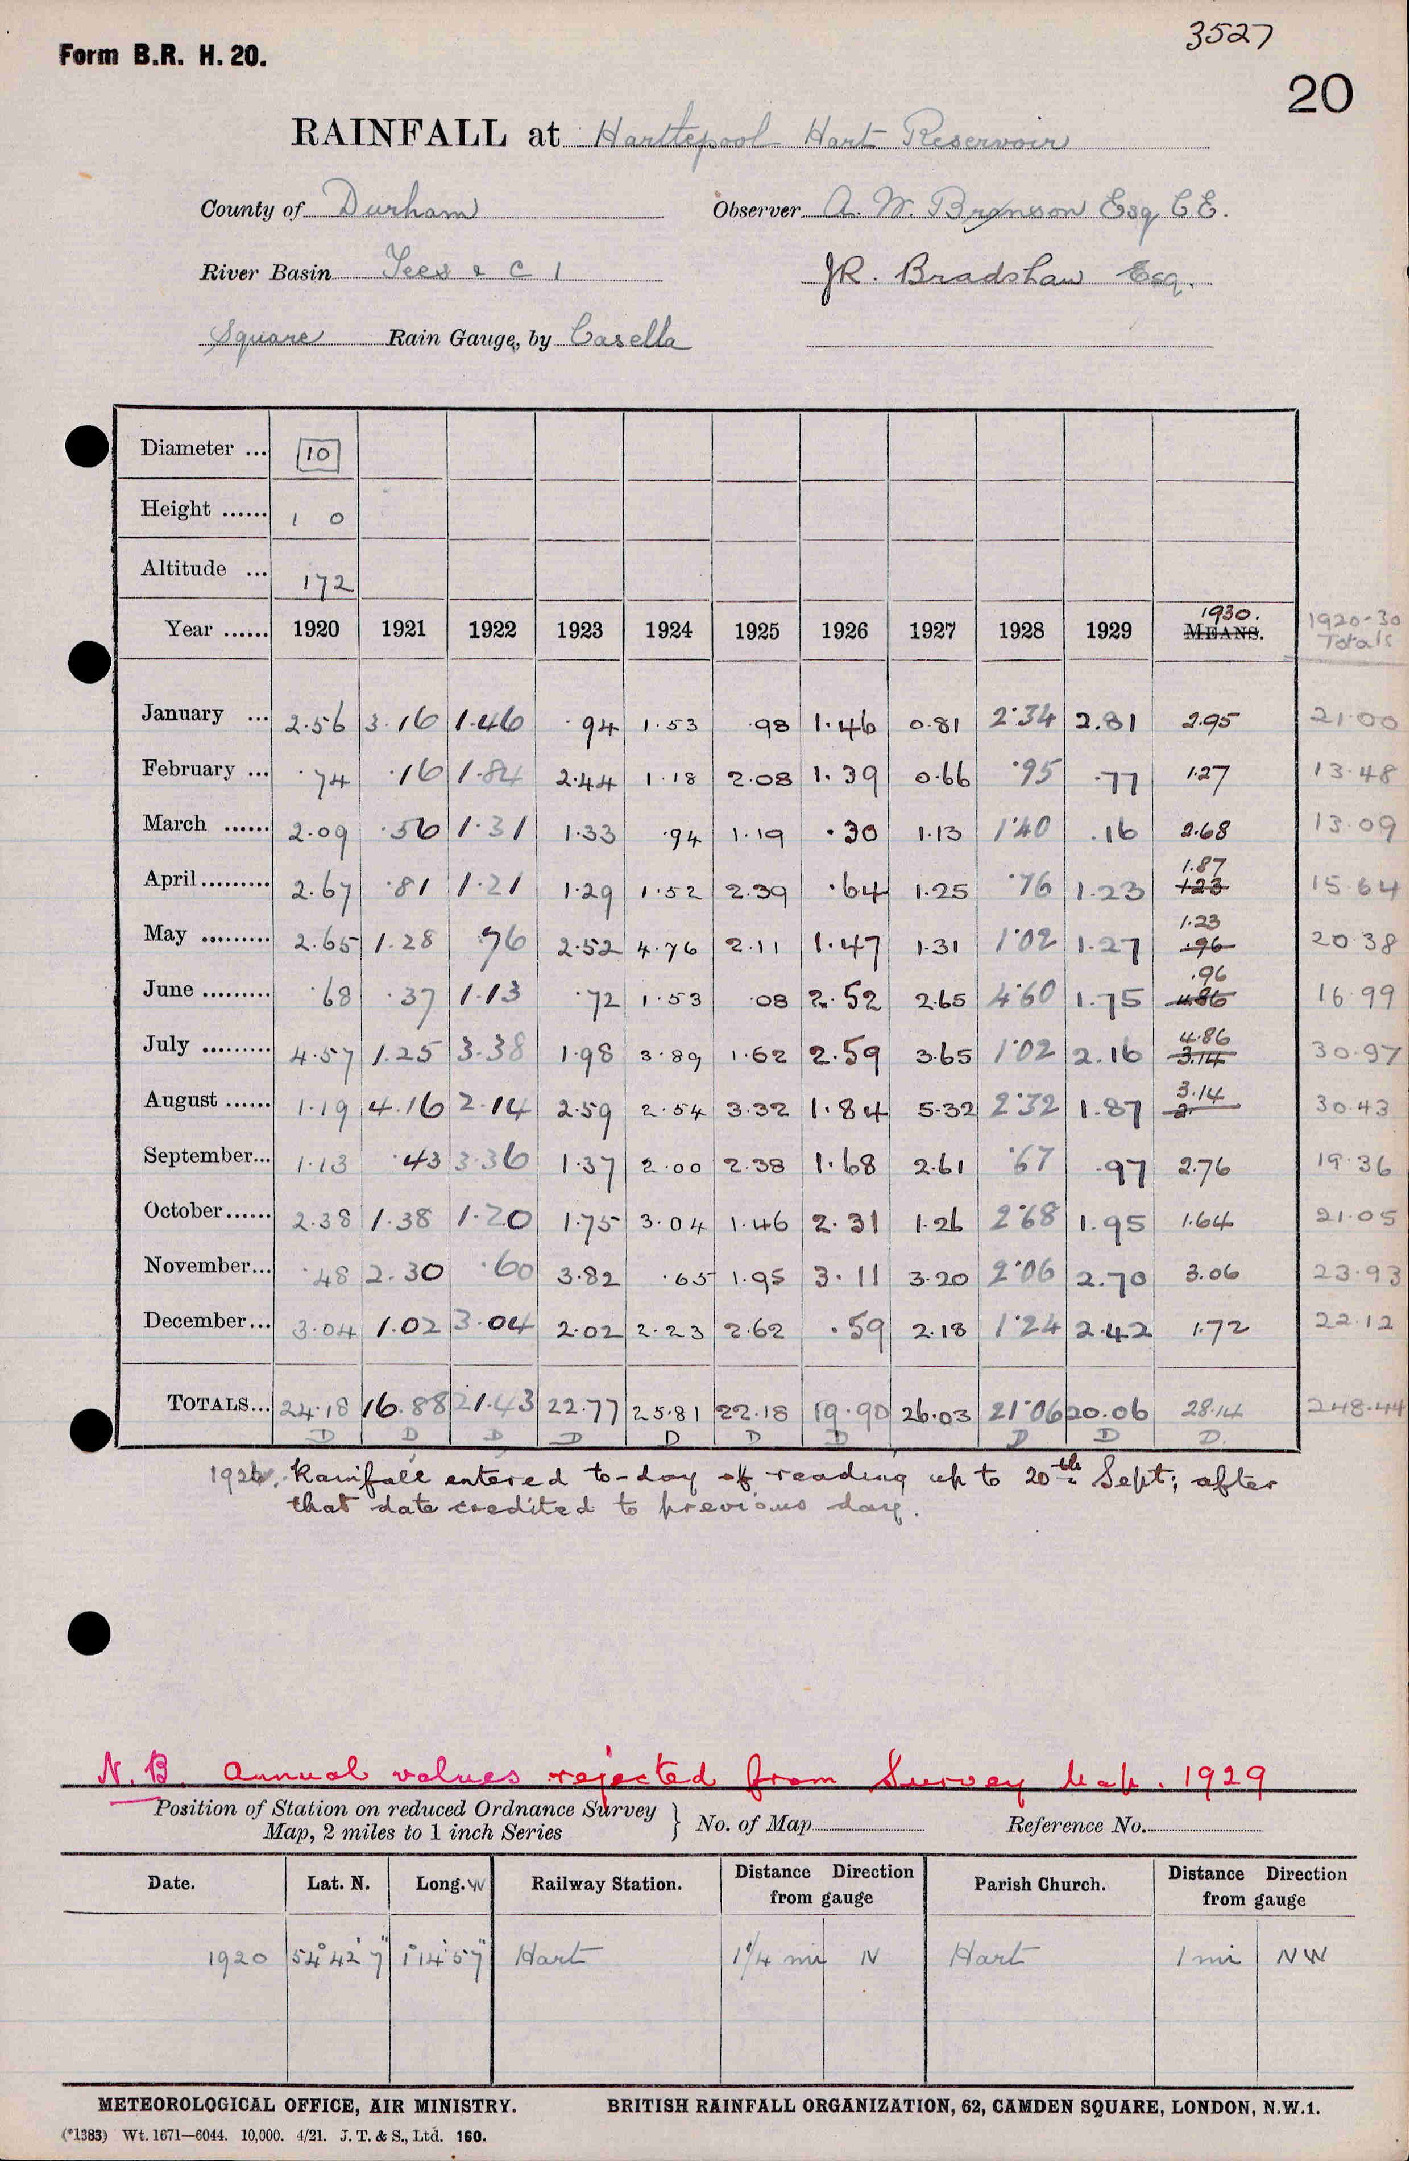 3527
Form B.R. H. 20.
20
RAINFALL at Hartlepool Hart Reservoir
County of Durham Observer A. W. Branson Esq C.E.
River Basin Tees & C 1 JR. Bradshaw Esq.
Square Rain Gauge, by Casella
Diameter ... 10
Height ...... 1 0
Altitude ... 172
Year ...... 1920 1921 1922 1923 1924 1925 1926 1927 1928 1929 MEANS. 1930. 1920-30 Totals
January ... 2.56 3.16 1.46 .94 1.53 .98 1.46 0.81 2.34 2.81 2.95 21.00
February ... .74 .16 1.84 2.44 1.18 2.08 1.39 0.66 .95 .77 1.27 13.48
March ...... 2.09 .56 1.31 1.33 .94 1.19 .30 1.13 1.40 .16 2.68 13.09
April ......... 2.67 .81 1.21 1.29 1.52 2.39 .64 1.25 .76 1.23 1.87 1.23 15.64
May ......... 2.65 1.28 .76 2.52 4.76 2.11 1.47 1.31 1.02 1.27 1.23 .96 20.38
June ......... .68 .37 1.13 .72 1.53 .08 2.52 2.65 4.60 1.75 .96 4.86 16.99
July ......... 4.57 1.25 3.38 1.98 3.89 1.62 2.59 3.65 1.02 2.16 4.86 3.14 30.97
August ...... 1.19 4.16 2.14 2.59 2.54 3.32 1.84 5.32 2.32 1.87 3.14 2. 30.43
September... 1.13 .43 3.36 1.37 2.00 2.38 1.68 2.61 .67 .97 2.76 19.36
October...... 2.38 1.38 1.20 1.75 3.04 1.46 2.31 1.26 2.68 1.95 1.64 21.05
November... .48 2.30 .60 3.82 .65 1.95 3.11 3.20 2.06 2.70 3.06 23.93
December... 3.04 1.02 3.04 2.02 2.23 2.62 .59 2.18 1.24 2.42 1.72 22.12
TOTALS... 24.18 16.88 21.43 22.77 25.81 22.18 19.90 26.03 21.06 20.06 28.14 248.44
D D D D D D D D D D
1926. Rainfall entered to-day of reading up to 20th Sept; after
that date credited to previous day.
N.B. Annual values rejected from Survey Map. 1929
Position of Station on reduced Ordnance Survey
Map, 2 miles to 1 inch Series } No. of Map Reference No.
Date. Lat. N. Long. W Railway Station. Distance Direction from gauge Parish Church. Distance Direction from gauge
1920 54° 42' 7" 1° 14' 57" Hart 1 1/4 mi N Hart 1 mi NW
METEOROLOGICAL OFFICE, AIR MINISTRY. BRITISH RAINFALL ORGANIZATION, 62, CAMDEN SQUARE, LONDON, N.W.1.
(*1383) Wt. 1671—6044. 10,000. 4/21. J. T. & S., Ltd. 160.